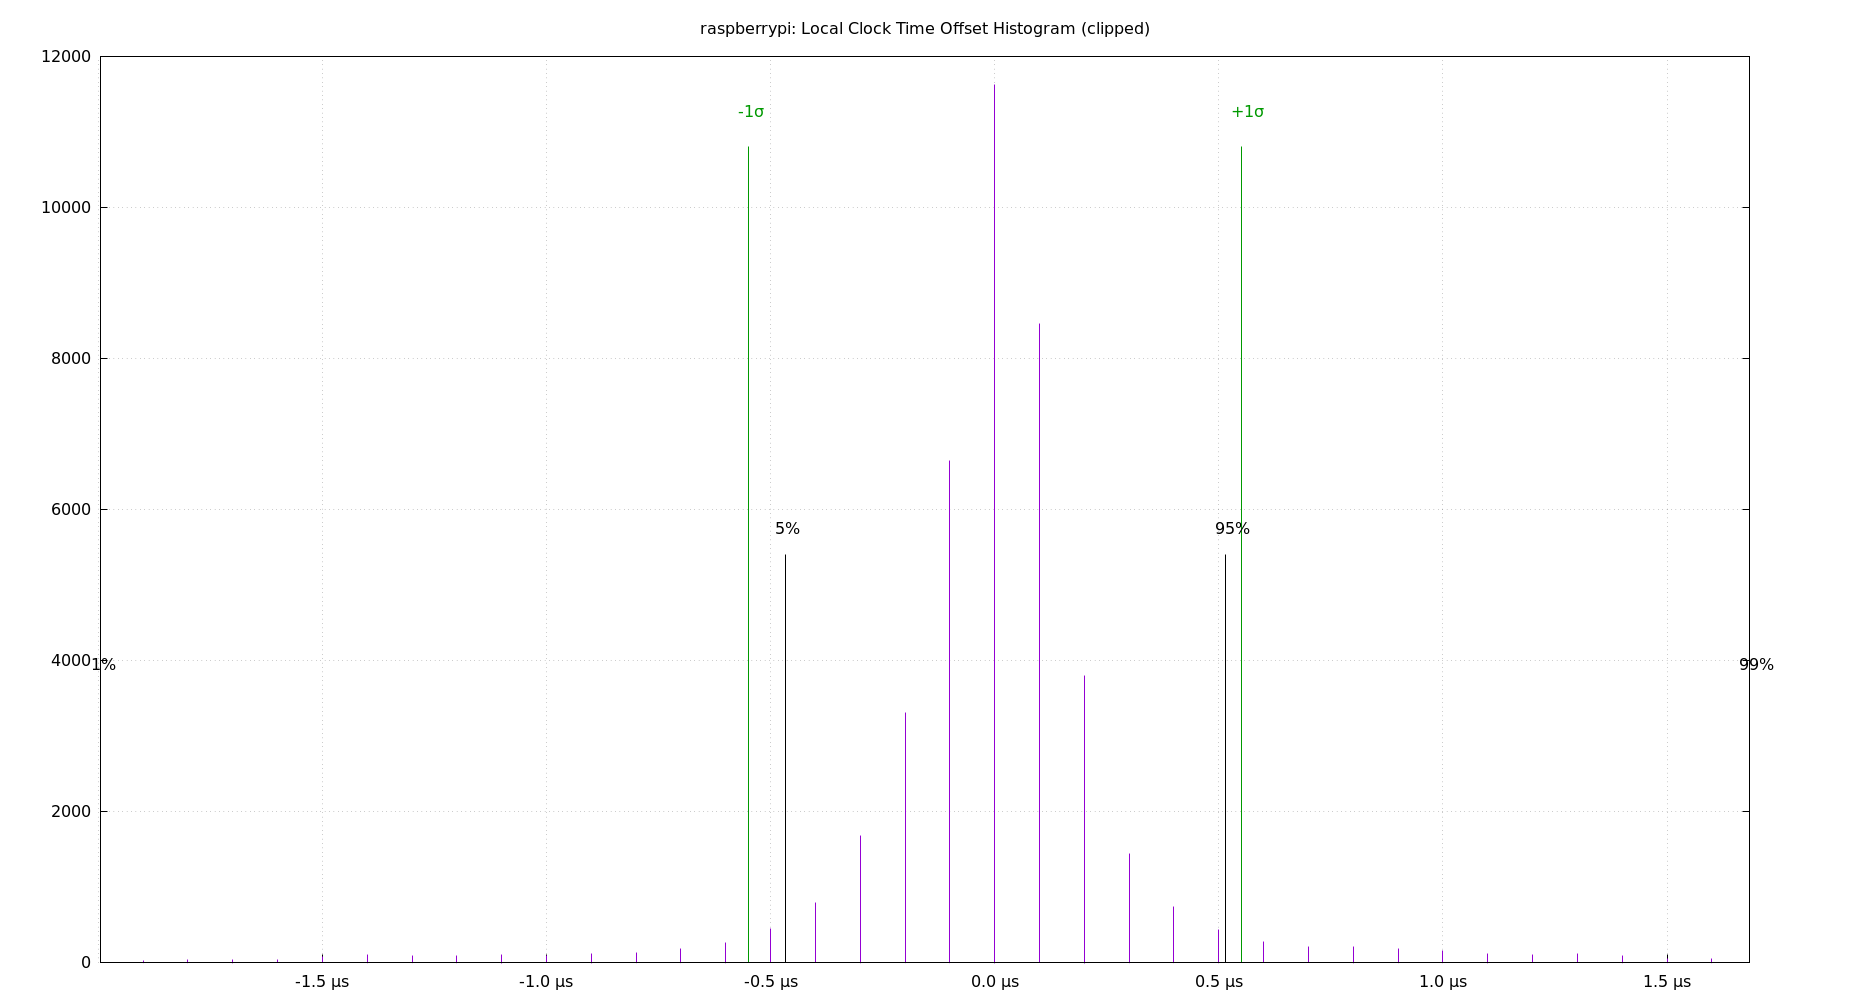 raspberrypi: Local Clock Time Offset Histogram (clipped)
12000
-1σ +1σ
10000
8000
6000
5% 95%
4000 1% 99%
2000
0
-1.5 µs -1.0 µs -0.5 µs 0.0 µs 0.5 µs 1.0 µs 1.5 µs